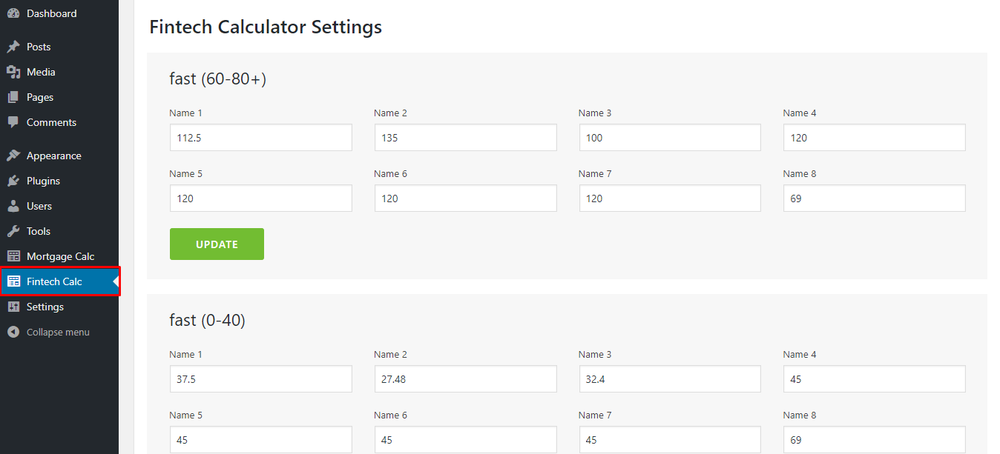 Dashboard
Posts
Media
Pages
Comments
Appearance
Plugins
Users
Tools
Mortgage Calc
Fintech Calc
Settings
Collapse menu
Fintech Calculator Settings
fast (60-80+)
Name 1 Name 2 Name 3 Name 4
112.5 135 100 120
Name 5 Name 6 Name 7 Name 8
120 120 120 69
UPDATE
fast (0-40)
Name 1 Name 2 Name 3 Name 4
37.5 27.48 32.4 45
Name 5 Name 6 Name 7 Name 8
45 45 45 69